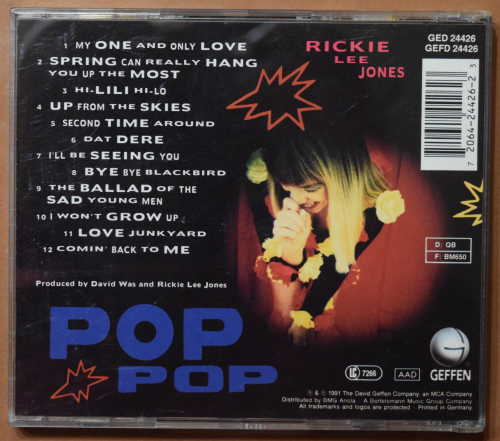 1 MY ONE AND ONLY LOVE
2 SPRING CAN REALLY HANG
YOU UP THE MOST
3 HI-LILI HI-LO
4 UP FROM THE SKIES
5 SECOND TIME AROUND
6 DAT DERE
7 I'LL BE SEEING YOU
8 BYE BYE BLACKBIRD
9 THE BALLAD OF THE
SAD YOUNG MEN
10 I WON'T GROW UP
11 LOVE JUNKYARD
12 COMIN' BACK TO ME
Produced by David Was and Rickie Lee Jones
RICKIE
LEE
JONES
GED 24426
GEFD 24426
7 20642-44262 3
D: QB
F: BM650
POP
POP
LC 7266
AAD
G
GEFFEN
℗ & © 1991 The David Geffen Company, an MCA Company
Distributed by BMG Ariola A Bertelsmann Music Group Company
All trademarks and logos are protected Printed in Germany